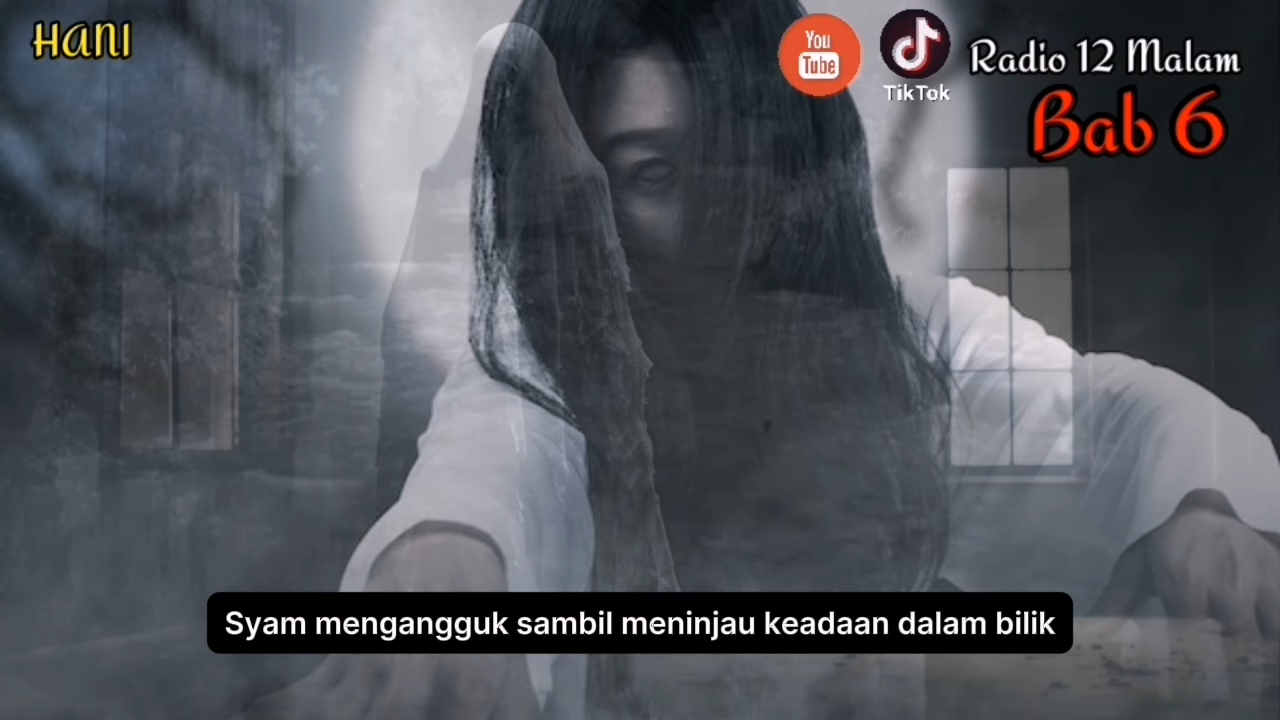 HANI
You
Tube
TikTok
Radio 12 Malam
Bab 6
Syam mengangguk sambil meninjau keadaan dalam bilik